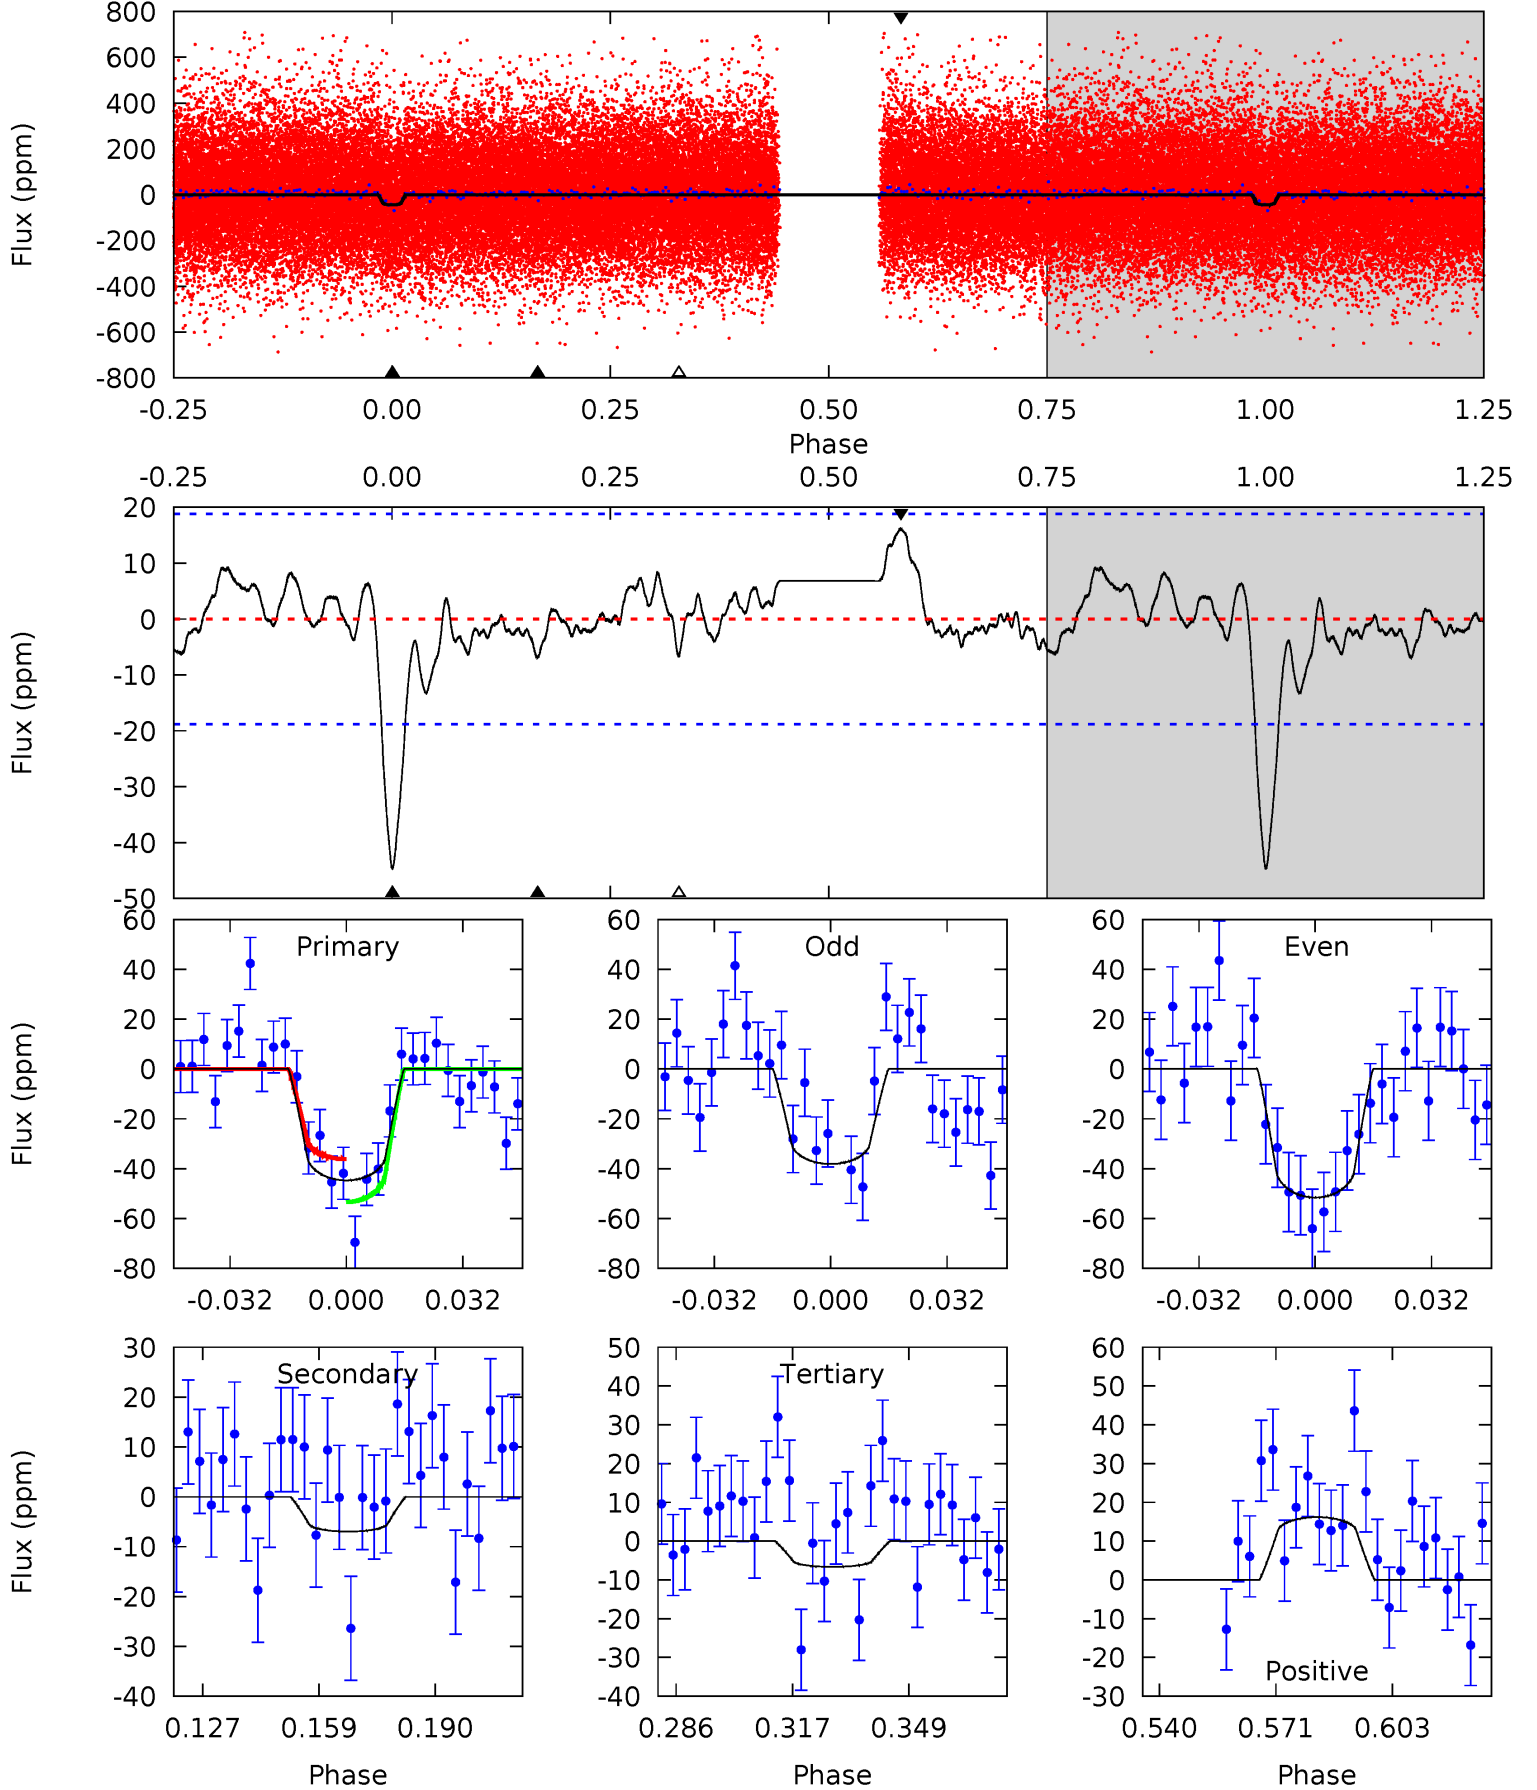 800
600
400
200
0
-200
-400
-600
-800
Flux (ppm)
-0.25 0.00 0.25 0.50 0.75 1.00 1.25
Phase
-0.25 0.00 0.25 0.50 0.75 1.00 1.25
20
10
0
-10
-20
-30
-40
-50
Flux (ppm)
Primary Odd Even
60 60 60
40 40 40
20 20 20
0 0 0
-20 -20 -20
-40 -40 -40
-60 -60 -60
-80 -80 -80
Flux (ppm)
-0.032 0.000 0.032 -0.032 0.000 0.032 -0.032 0.000 0.032
Secondary Tertiary Positive
30 50 60
20 40 50
10 30 40
0 20 30
-10 10 20
-20 0 10
-30 -10 0
-40 -20 -10
-30 -20
-40 -30
Flux (ppm)
0.127 0.159 0.190 0.286 0.317 0.349 0.540 0.571 0.603
Phase Phase Phase